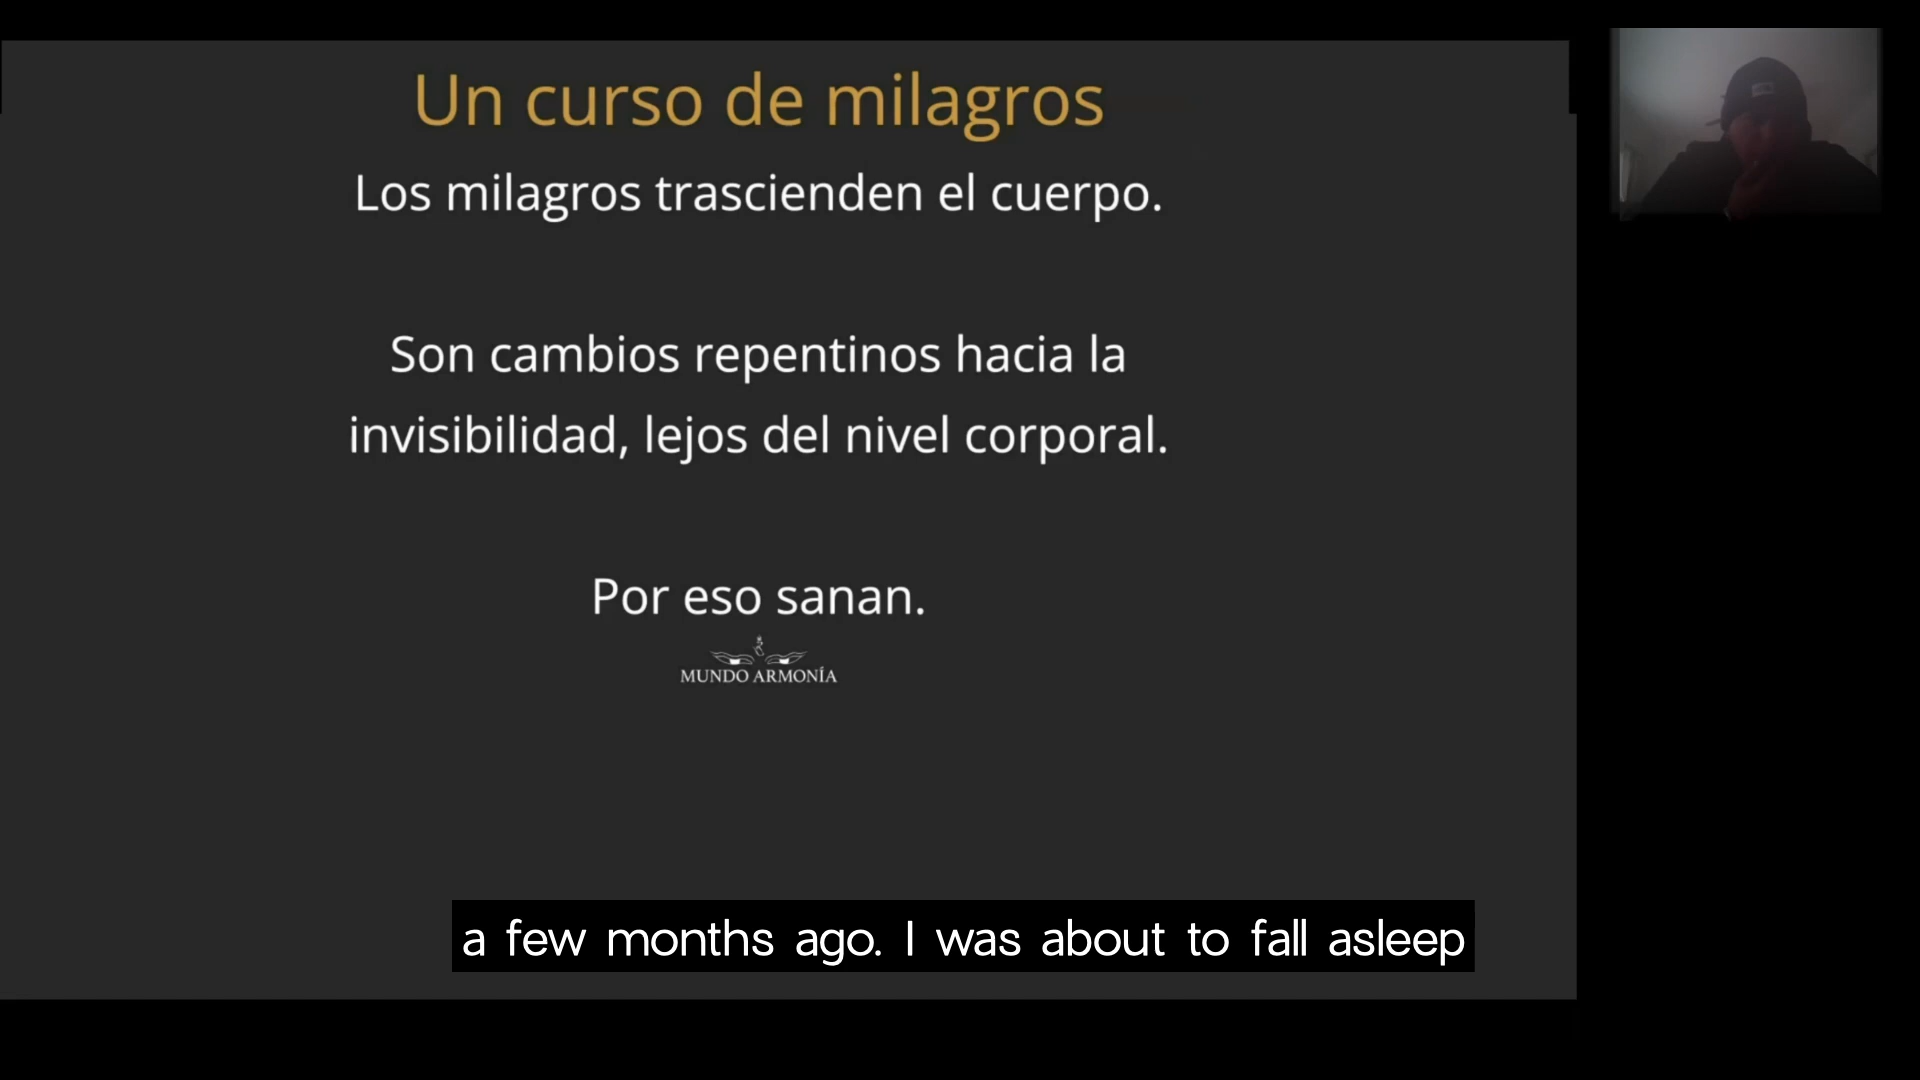 Un curso de milagros
Los milagros trascienden el cuerpo.
Son cambios repentinos hacia la
invisibilidad, lejos del nivel corporal.
Por eso sanan.
MUNDO ARMONÍA
a few months ago. I was about to fall asleep